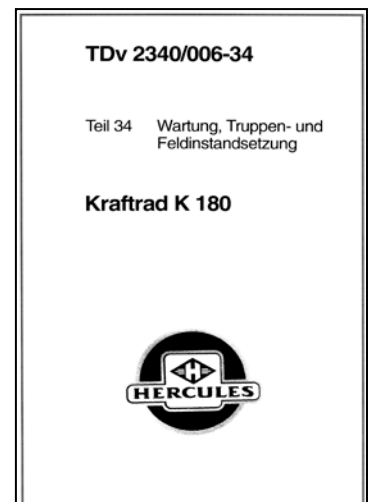 TDv 2340/006-34
Teil 34 Wartung, Truppen- und
Feldinstandsetzung
Kraftrad K 180
H
HERCULES